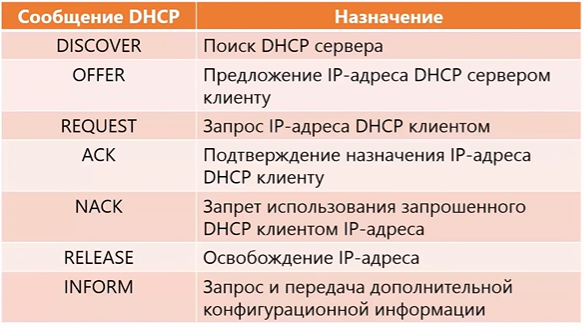 Сообщение DHCP Назначение
DISCOVER Поиск DHCP сервера
OFFER Предложение IP-адреса DHCP сервером
клиенту
REQUEST Запрос IP-адреса DHCP клиентом
ACK Подтверждение назначения IP-адреса
DHCP клиенту
NACK Запрет использования запрошенного
DHCP клиентом IP-адреса
RELEASE Освобождение IP-адреса
INFORM Запрос и передача дополнительной
конфигурационной информации